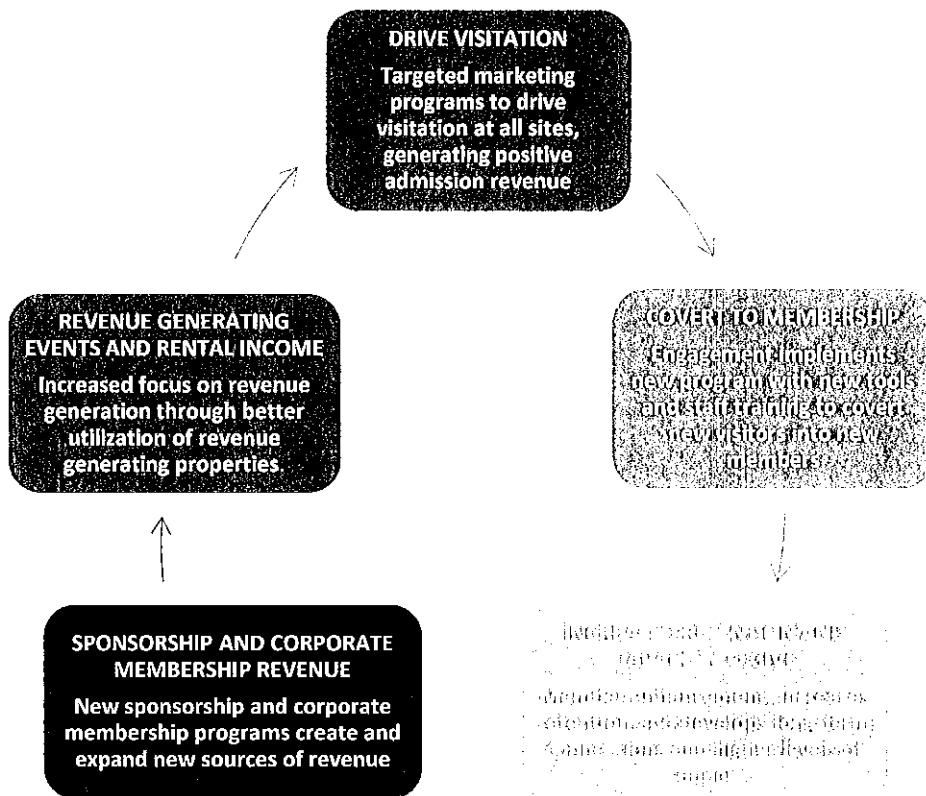 DRIVE VISITATION
Targeted marketing
programs to drive
visitation at all sites,
generating positive
admission revenue
COVERT TO MEMBERSHIP
Engagement implements
new program with new tools
and staff training to covert
new visitors into new
members
REVENUE GENERATING
EVENTS AND RENTAL INCOME
Increased focus on revenue
generation through better
utilization of revenue
generating properties.
SPONSORSHIP AND CORPORATE
MEMBERSHIP REVENUE
New sponsorship and corporate
membership programs create and
expand new sources of revenue